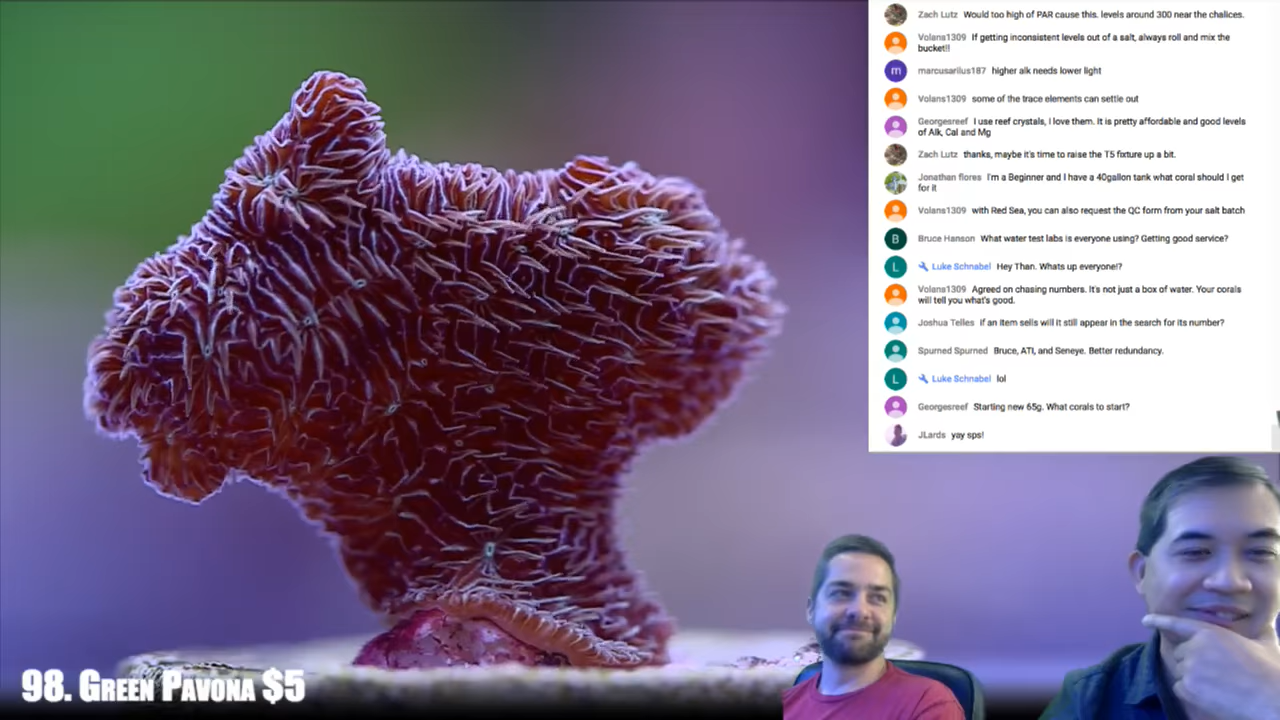 Zach Lutz Would too high of PAR cause this. levels around 300 near the chalices.
Volans1309 If getting inconsistent levels out of a salt, always roll and mix the
bucket!!
m marcusarilus187 higher alk needs lower light
Volans1309 some of the trace elements can settle out
Georgesreef I use reef crystals, I love them. It is pretty affordable and good levels
of Alk, Cal and Mg
Zach Lutz thanks, maybe it's time to raise the T5 fixture up a bit.
Jonathan flores I'm a Beginner and I have a 40gallon tank what coral should I get
for it
Volans1309 with Red Sea, you can also request the QC form from your salt batch
B Bruce Hanson What water test labs is everyone using? Getting good service?
L Luke Schnabel Hey Than. Whats up everyone!?
Volans1309 Agreed on chasing numbers. It's not just a box of water. Your corals
will tell you what's good.
Joshua Telles if an item sells will it still appear in the search for its number?
Spurned Spurned Bruce, ATI, and Seneye. Better redundancy.
L Luke Schnabel lol
Georgesreef Starting new 65g. What corals to start?
JLards yay sps!
98. Green Pavona $5